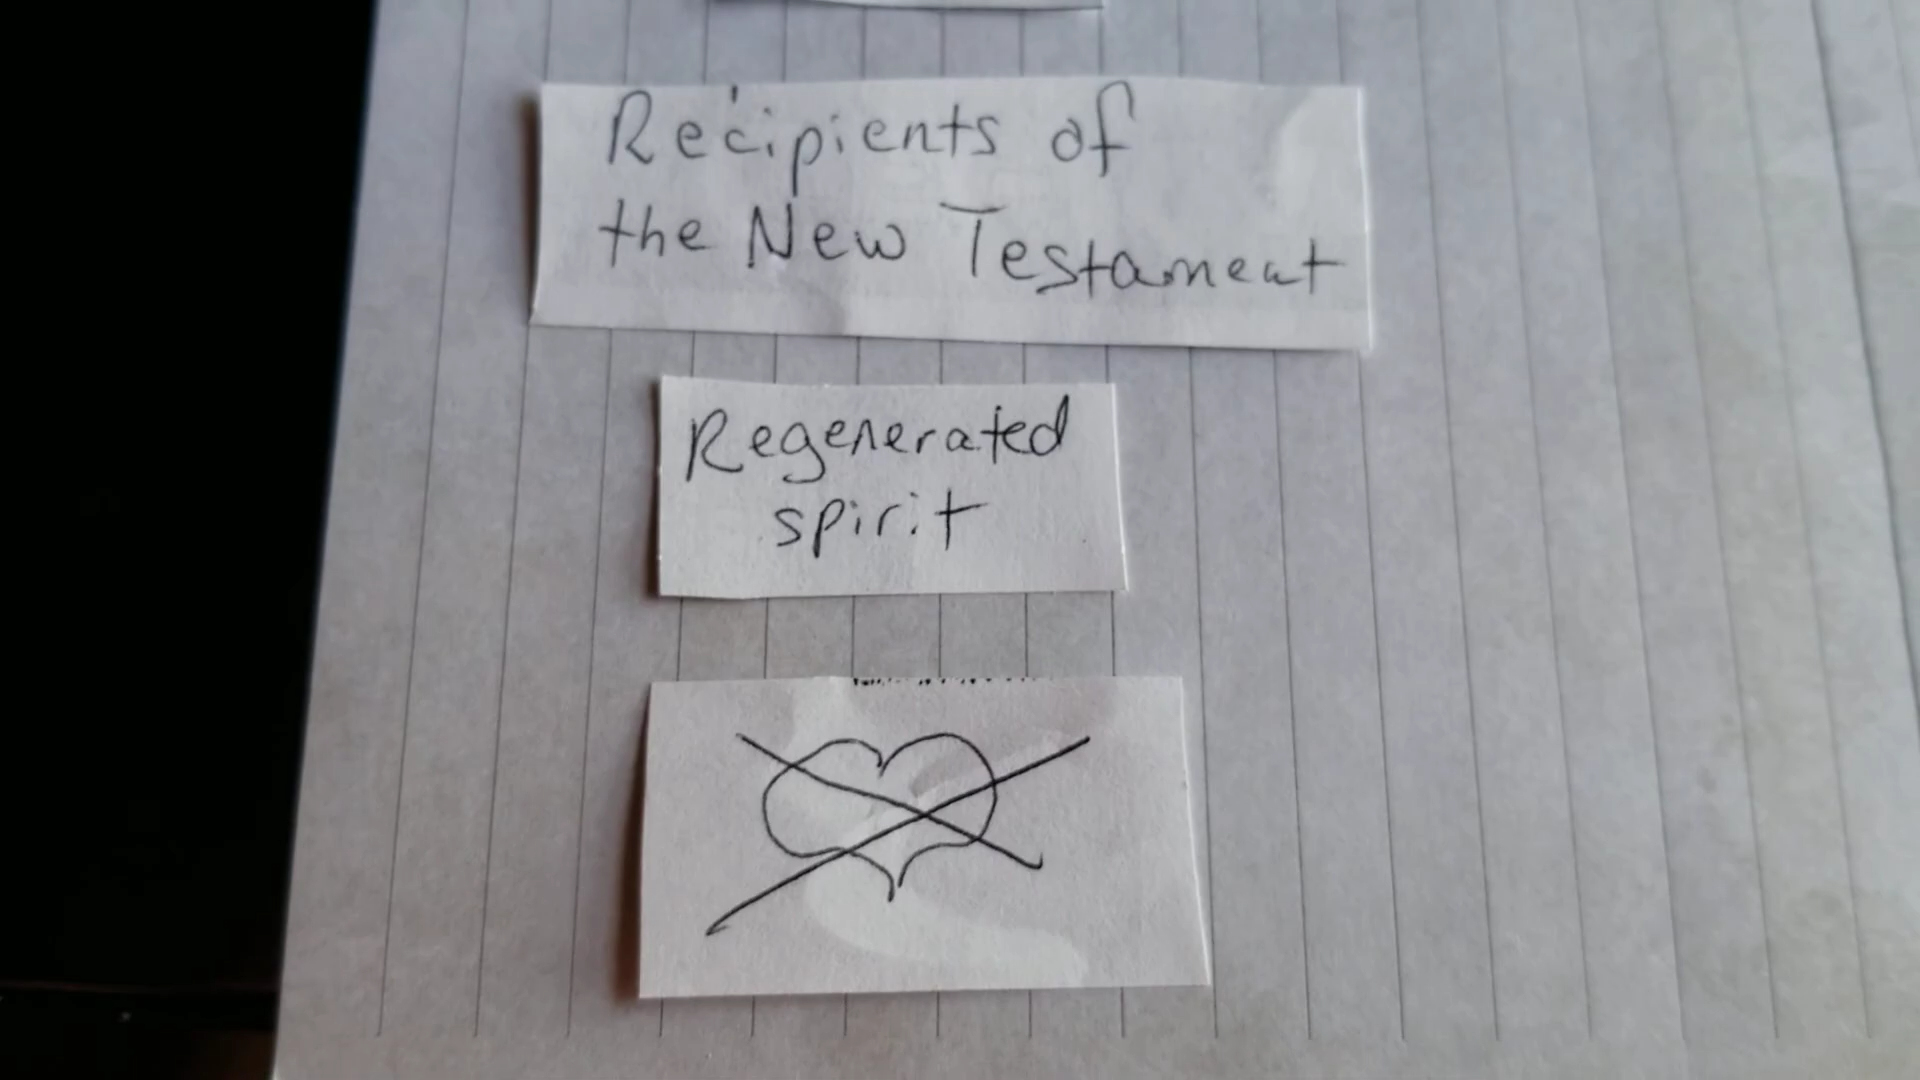 Recipients of
the New Testament
Regenerated
spirit